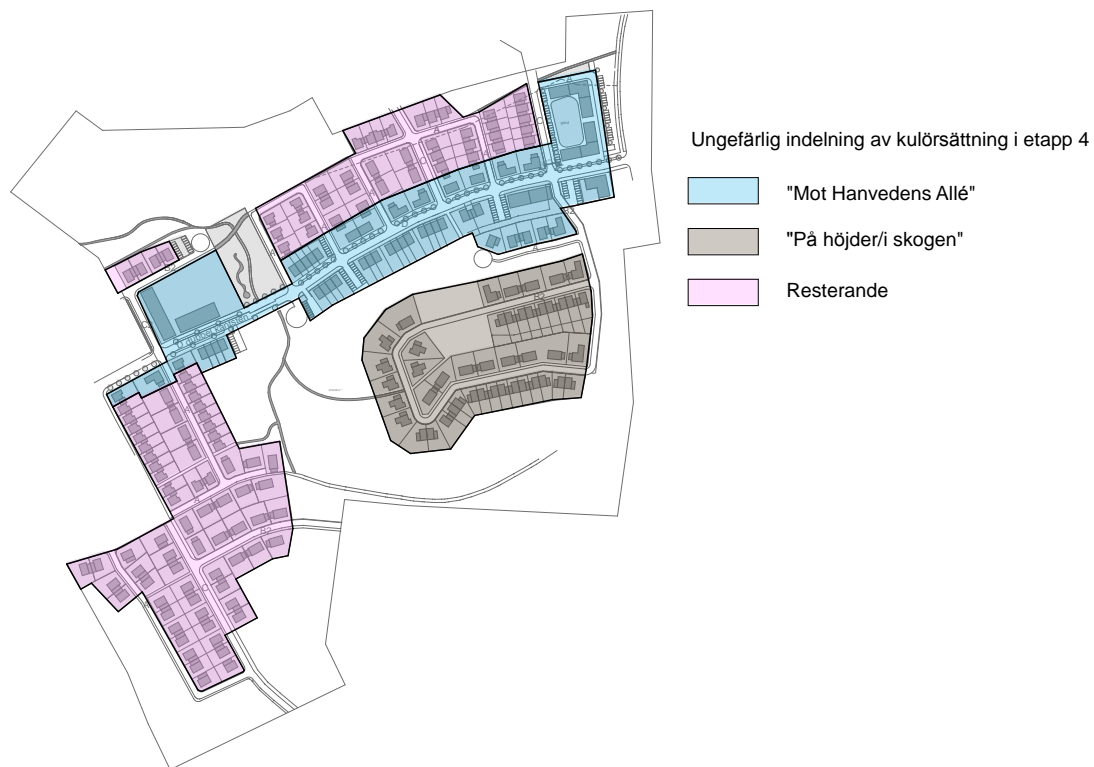 Ungefärlig indelning av kulörsättning i etapp 4
"Mot Hanvedens Allé"
"På höjder/i skogen"
Resterande